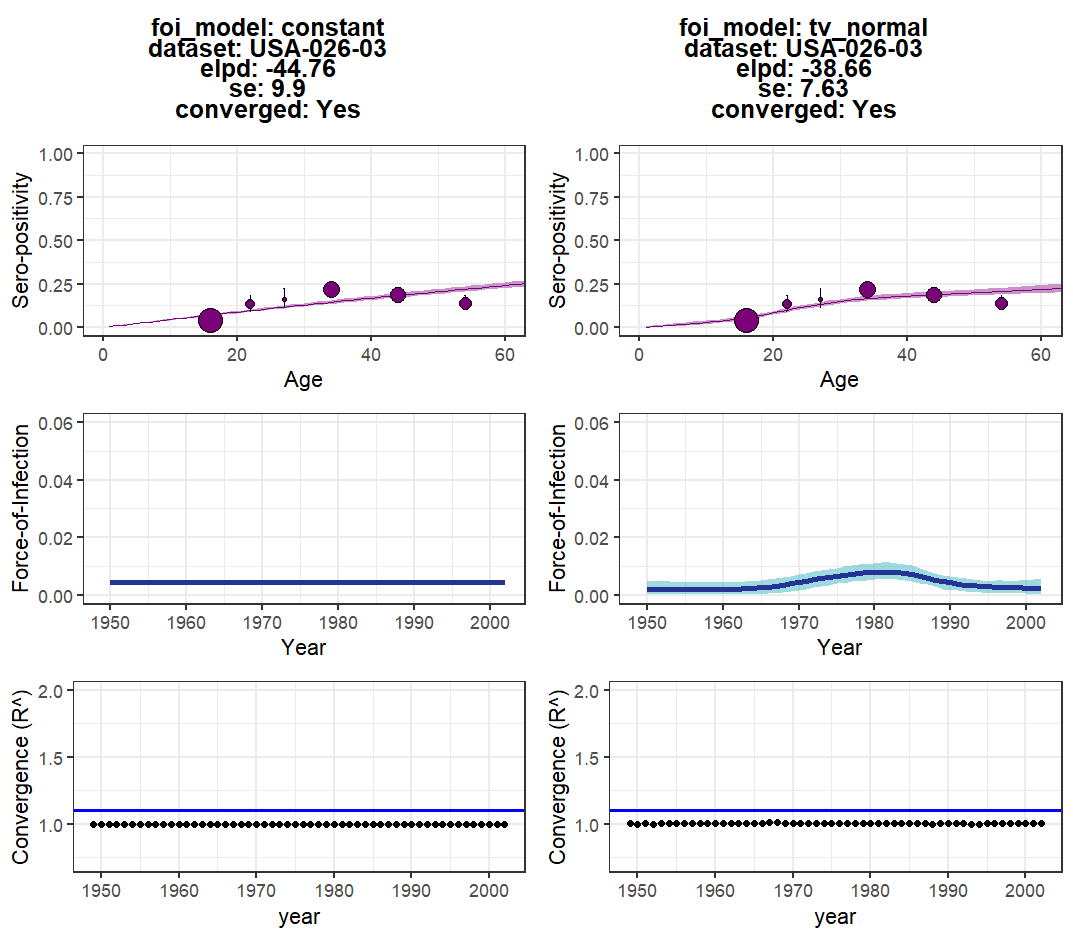 foi_model: constant
dataset: USA-026-03
elpd: -44.76
se: 9.9
converged: Yes
1.00
0.75
0.50
0.25
0.00
Sero-positivity
0 20 40 60
Age
0.06
0.04
0.02
0.00
Force-of-Infection
1950 1960 1970 1980 1990 2000
Year
2.0
1.5
1.0
Convergence (R^)
1950 1960 1970 1980 1990 2000
year
foi_model: tv_normal
dataset: USA-026-03
elpd: -38.66
se: 7.63
converged: Yes
1.00
0.75
0.50
0.25
0.00
Sero-positivity
0 20 40 60
Age
0.06
0.04
0.02
0.00
Force-of-Infection
1950 1960 1970 1980 1990 2000
Year
2.0
1.5
1.0
Convergence (R^)
1950 1960 1970 1980 1990 2000
year